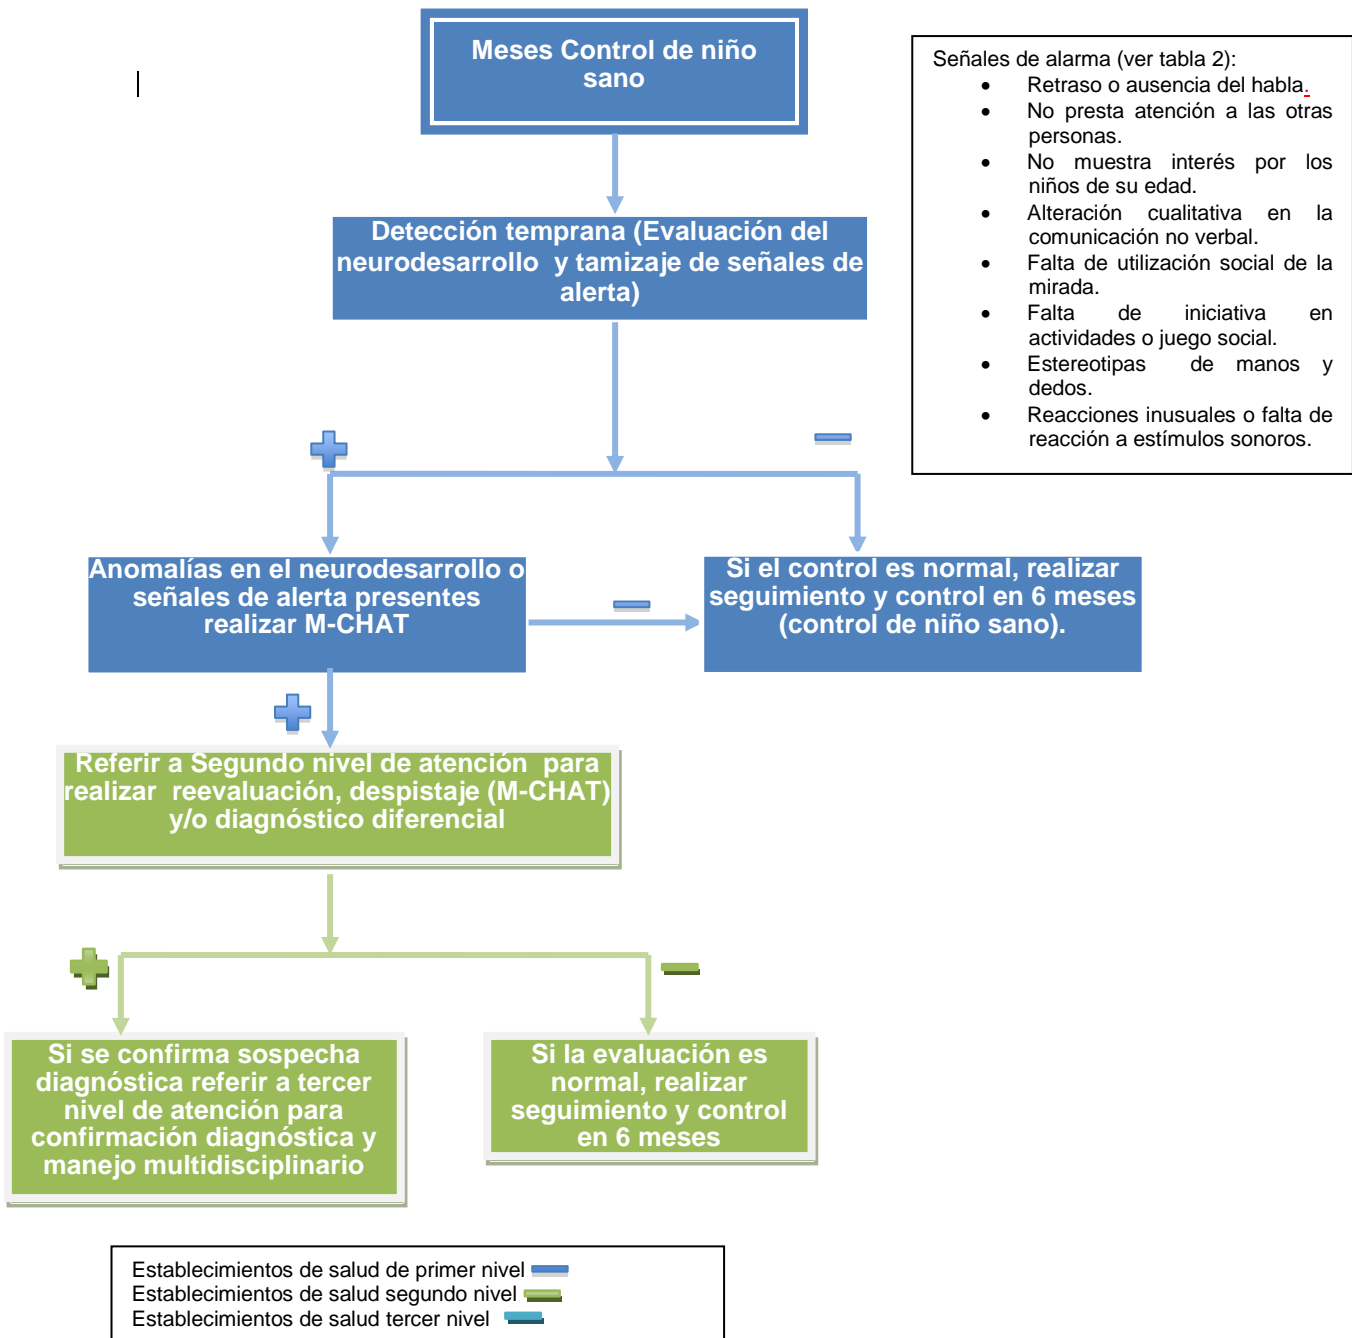 Meses Control de niño
sano
Señales de alarma (ver tabla 2):
• Retraso o ausencia del habla.
• No presta atención a las otras
personas.
• No muestra interés por los
niños de su edad.
• Alteración cualitativa en la
comunicación no verbal.
• Falta de utilización social de la
mirada.
• Falta de iniciativa en
actividades o juego social.
• Estereotipas de manos y
dedos.
• Reacciones inusuales o falta de
reacción a estímulos sonoros.
Detección temprana (Evaluación del
neurodesarrollo y tamizaje de señales de
alerta)
Anomalías en el neurodesarrollo o
señales de alerta presentes
realizar M-CHAT
Si el control es normal, realizar
seguimiento y control en 6 meses
(control de niño sano).
Referir a Segundo nivel de atención para
realizar reevaluación, despistaje (M-CHAT)
y/o diagnóstico diferencial
Si se confirma sospecha
diagnóstica referir a tercer
nivel de atención para
confirmación diagnóstica y
manejo multidisciplinario
Si la evaluación es
normal, realizar
seguimiento y control
en 6 meses
Establecimientos de salud de primer nivel
Establecimientos de salud segundo nivel
Establecimientos de salud tercer nivel